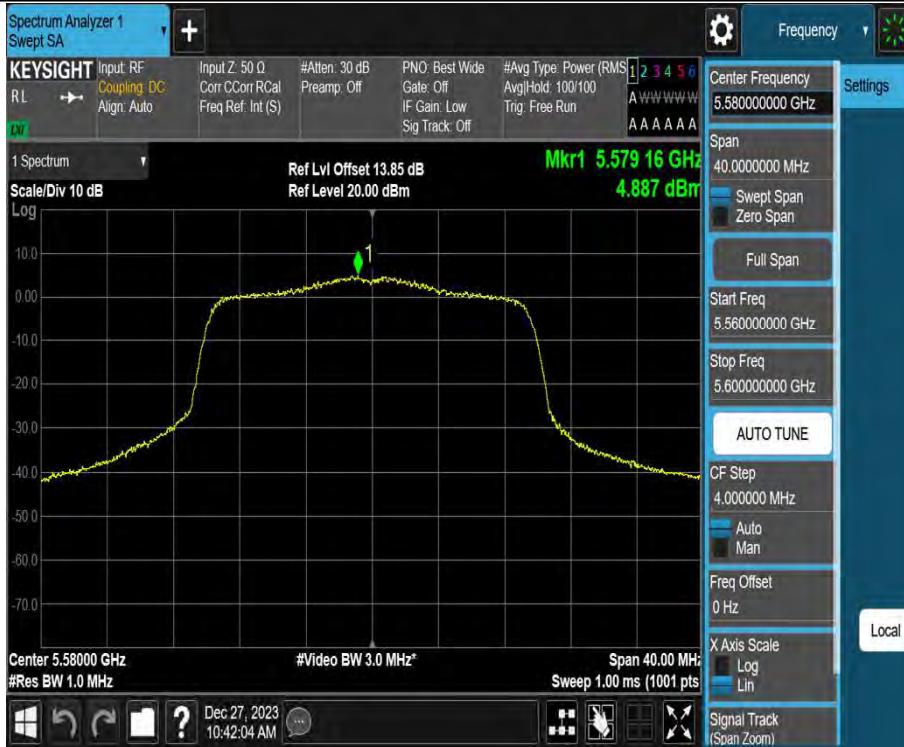 Spectrum Analyzer 1
Swept SA
+
Frequency
KEYSIGHT
RL
LXI
Input: RF
Coupling: DC
Align: Auto
Input Z: 50 Ω
Corr CCorr RCal
Freq Ref: Int (S)
#Atten: 30 dB
Preamp: Off
PNO: Best Wide
Gate: Off
IF Gain: Low
Sig Track: Off
#Avg Type: Power (RMS
Avg|Hold: 100/100
Trig: Free Run
1 2 3 4 5 6
A W W W W W
A A A A A A
1 Spectrum
Scale/Div 10 dB
Log
Ref Lvl Offset 13.85 dB
Ref Level 20.00 dBm
Mkr1 5.579 16 GHz
4.887 dBm
10.0
0.00
-10.0
-20.0
-30.0
-40.0
-50.0
-60.0
-70.0
1
Center 5.58000 GHz
#Res BW 1.0 MHz
#Video BW 3.0 MHz*
Span 40.00 MHz
Sweep 1.00 ms (1001 pts
?
Dec 27, 2023
10:42:04 AM
Center Frequency
5.580000000 GHz
Span
40.0000000 MHz
Swept Span
Zero Span
Full Span
Start Freq
5.560000000 GHz
Stop Freq
5.600000000 GHz
AUTO TUNE
CF Step
4.000000 MHz
Auto
Man
Freq Offset
0 Hz
X Axis Scale
Log
Lin
Signal Track
(Span Zoom)
Settings
Local